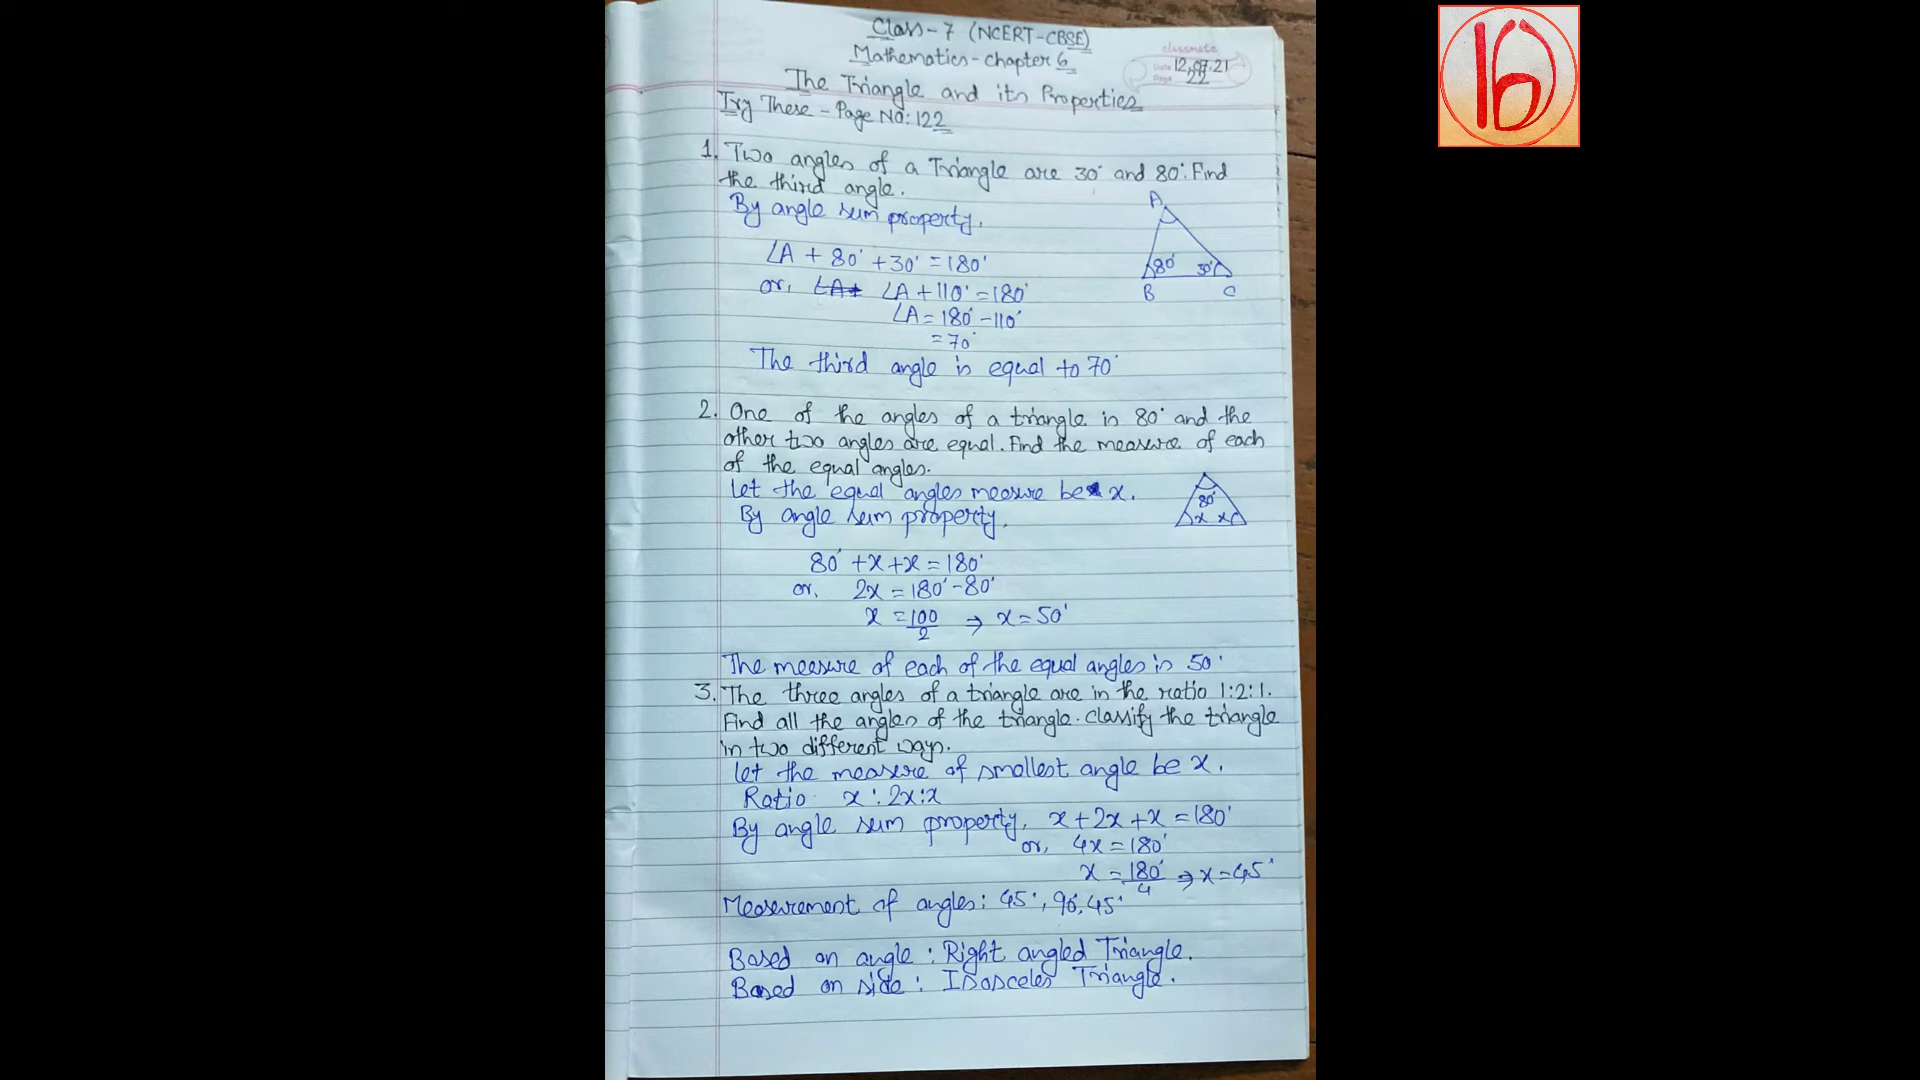 Class-7 (NCERT-CBSE)
Mathematics-chapter 6
classmate
Date 12.07.21
Page 22
The Triangle and its Properties
Try These - Page No: 122
1. Two angles of a Triangle are 30° and 80°. Find
the third angle.
By angle sum property,
A
∠A + 80° + 30° = 180°
80° 30°
or, ∠A + 110° = 180°
B C
∠A = 180° - 110°
= 70°
The third angle is equal to 70°
2. One of the angles of a triangle is 80° and the
other two angles are equal. Find the measure of each
of the equal angles.
Let the equal angles measure be x.
80°
By angle sum property,
x x
80° + x + x = 180°
or, 2x = 180° - 80°
x = 100/2 ⇒ x = 50°
The measure of each of the equal angles is 50°
3. The three angles of a triangle are in the ratio 1:2:1.
Find all the angles of the triangle. Classify the triangle
in two different ways.
Let the measure of smallest angle be x.
Ratio x : 2x : x
By angle sum property, x + 2x + x = 180°
or, 4x = 180°
x = 180°/4 ⇒ x = 45°
Measurement of angles: 45°, 90°, 45°
Based on angle : Right angled Triangle.
Based on side : Isosceles Triangle.